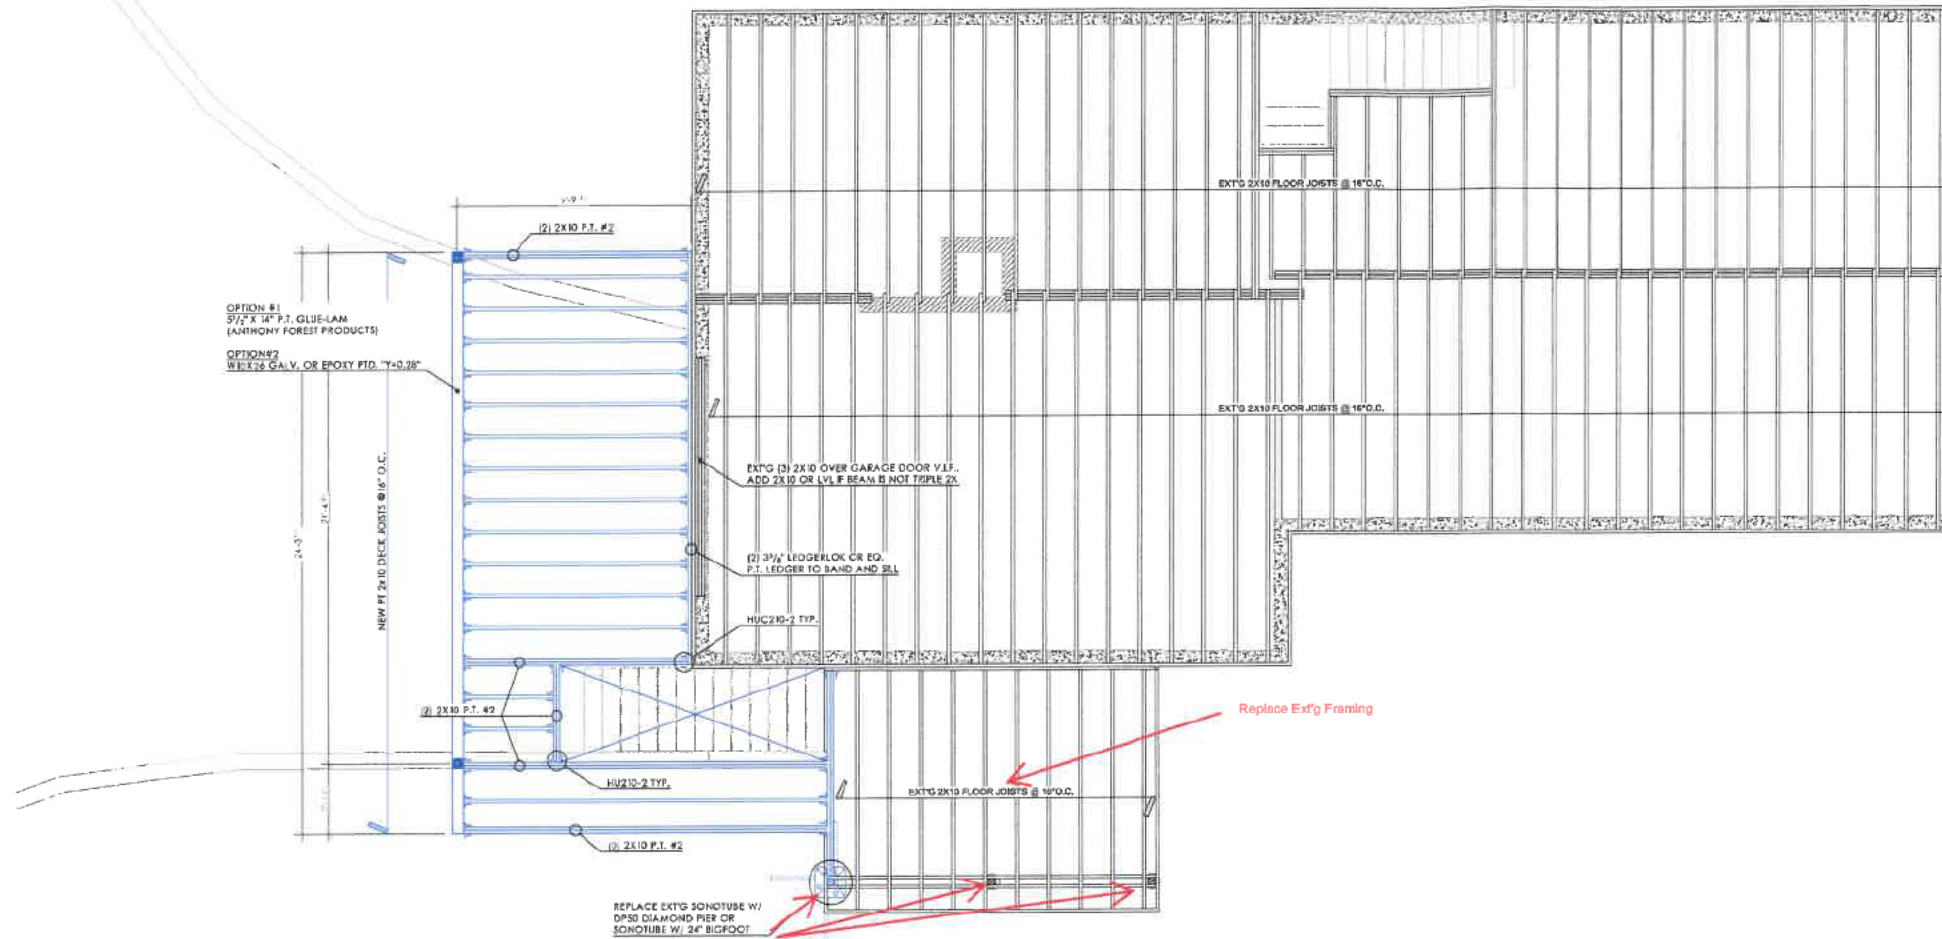 EXT'G 2X10 FLOOR JOISTS @ 16"O.C.
(2) 2X10 P.T. #2
OPTION #1
5½" X 14" P.T. GLUE-LAM
(ANTHONY FOREST PRODUCTS)
OPTION#2
GALV. OR EPOXY PTD. "Y=0.28"
NEW PT 2x10 DECK JOISTS @16" O.C.
EXT'G 2X10 FLOOR JOISTS @ 16"O.C.
EXT'G (3) 2X10 OVER GARAGE DOOR V.I.F..
ADD 2X10 OR LVL IF BEAM IS NOT TRIPLE 2X
(2) 3⅝" LEDGERLOK OR EQ.
P.T. LEDGER TO BAND AND SILL
HUC210-2 TYP.
(2) 2X10 P.T. #2
Replace Ext'g Framing
HU210-2 TYP.
EXT'G 2X10 FLOOR JOISTS @ 16"O.C.
(2) 2X10 P.T. #2
REPLACE EXT'G SONOTUBE W/
DP50 DIAMOND PIER OR
SONOTUBE W/ 24" BIGFOOT